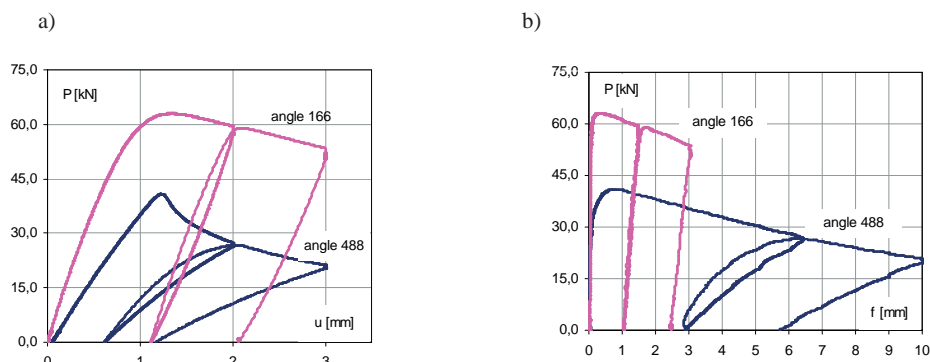 a)
75,0
P [kN]
60,0
angle 166
45,0
30,0
angle 488
15,0
u [mm]
0,0
0 1 2 3
b)
75,0
P [kN]
60,0
angle 166
45,0
30,0
angle 488
15,0
f [mm]
0,0
0 1 2 3 4 5 6 7 8 9 10